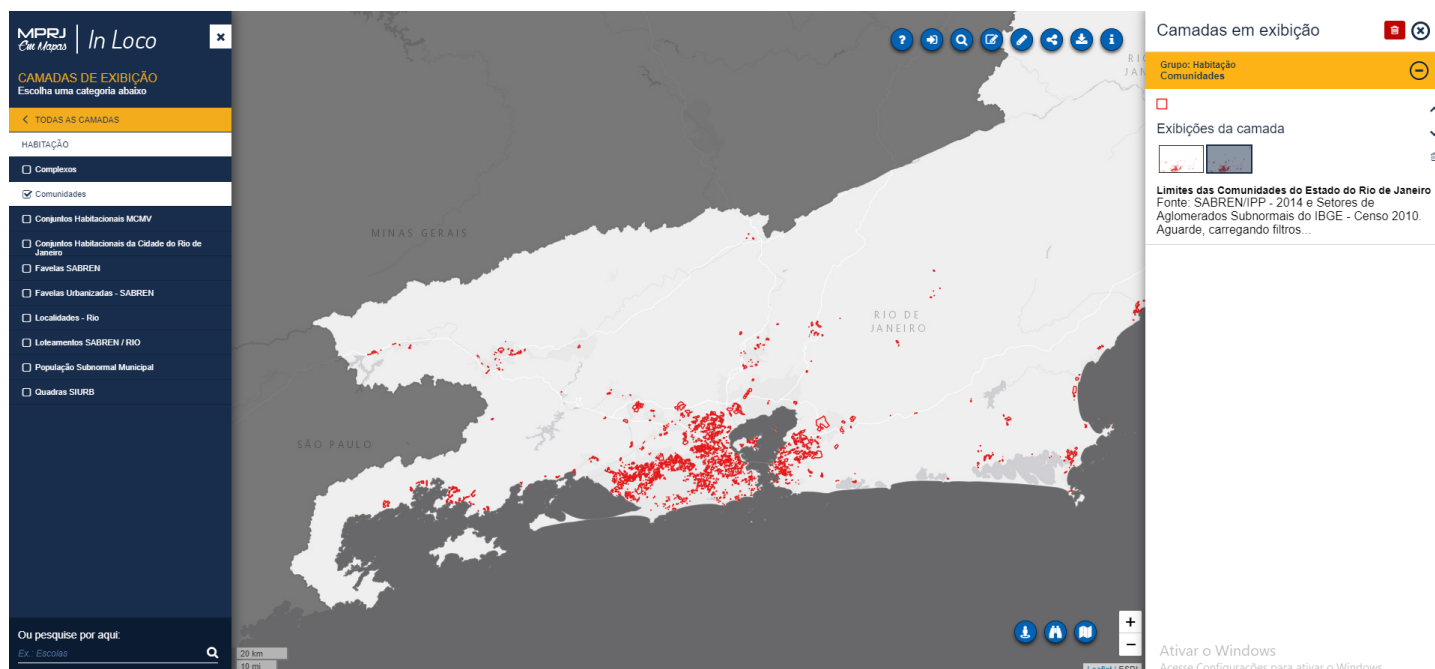 MPRJ
Em Mapas
In Loco
CAMADAS DE EXIBIÇÃO
Escolha uma categoria abaixo
TODAS AS CAMADAS
HABITAÇÃO
Complexos
Comunidades
Conjuntos Habitacionais MCMV
Conjuntos Habitacionais da Cidade do Rio de
Janeiro
Favelas SABREN
Favelas Urbanizadas - SABREN
Localidades - Rio
Loteamentos SABREN / RIO
População Subnormal Municipal
Quadras SIURB
Ou pesquise por aqui:
Ex.: Escolas
MINAS GERAIS
RIO DE
JANEIRO
SÃO PAULO
20 km
10 mi
Camadas em exibição
Grupo: Habitação
Comunidades
Exibições da camada
Limites das Comunidades do Estado do Rio de Janeiro
Fonte: SABREN/IPP - 2014 e Setores de
Aglomerados Subnormais do IBGE - Censo 2010.
Aguarde, carregando filtros...
Ativar o Windows
Acesse Configurações para ativar o Windows.